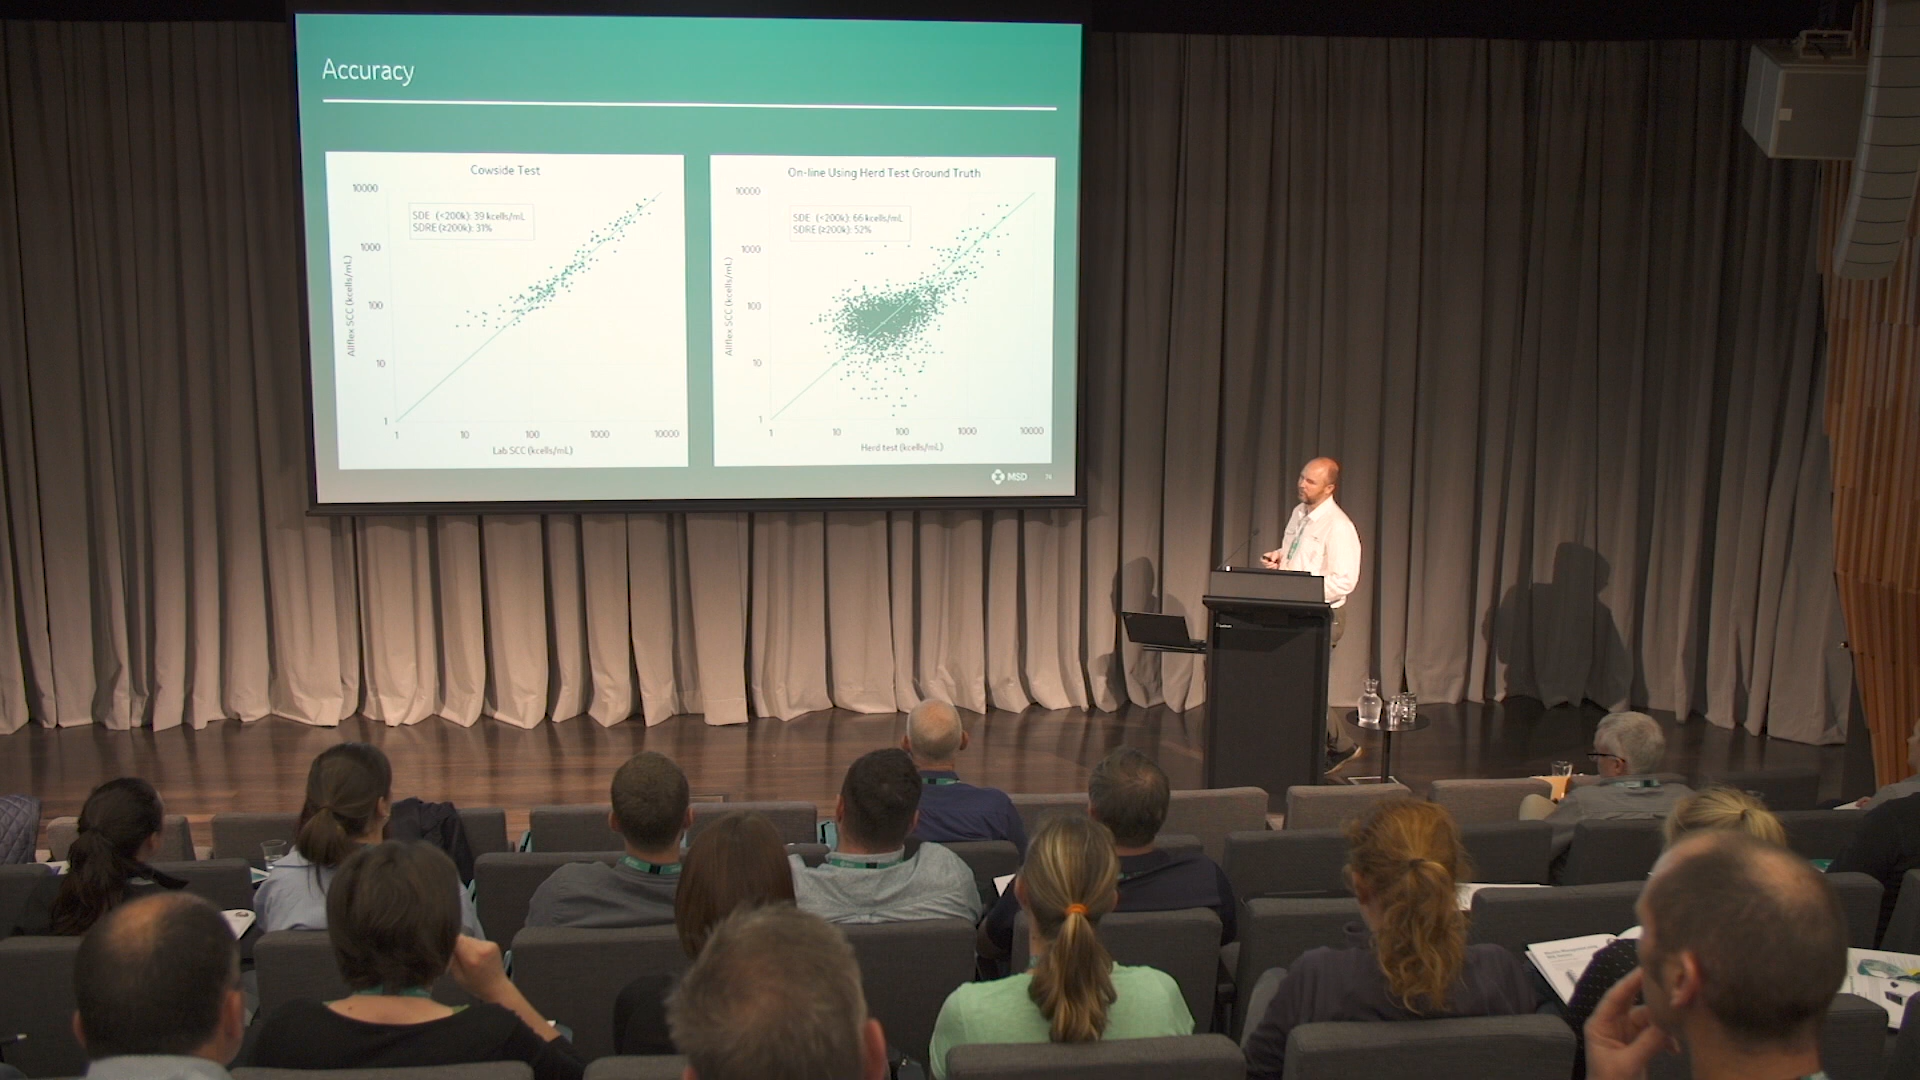 Accuracy
Cowside Test
10000
1000
100
10
1
SDE (<200k): 39 kcells/mL
SDRE (≥200k): 31%
Allflex SCC (kcells/mL)
1
10
100
1000
10000
Lab SCC (kcells/mL)
On-line Using Herd Test Ground Truth
10000
1000
100
10
1
SDE (<200k): 66 kcells/mL
SDRE (≥200k): 52%
Allflex SCC (kcells/mL)
1
10
100
1000
10000
Herd test (kcells/mL)
MSD